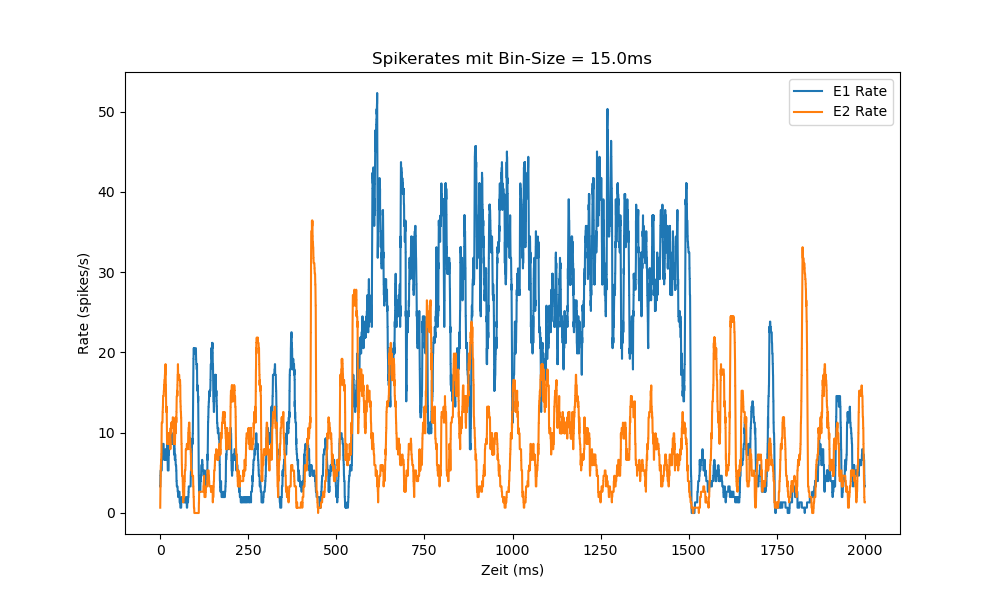 Spikerates mit Bin-Size = 15.0ms
E1 Rate
E2 Rate
Rate (spikes/s)
50
40
30
20
10
0
0 250 500 750 1000 1250 1500 1750 2000
Zeit (ms)